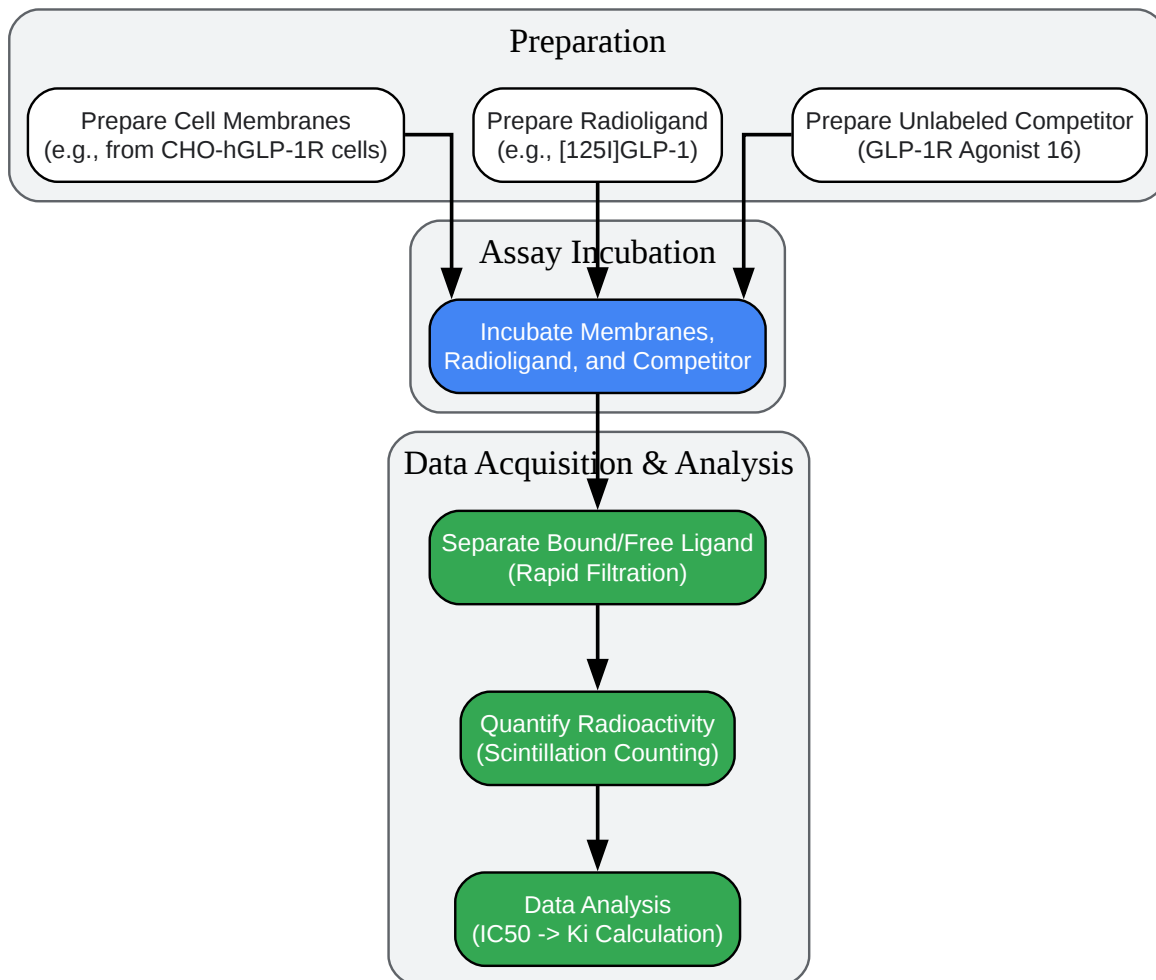 Preparation
Prepare Cell Membranes
(e.g., from CHO-hGLP-1R cells)
Prepare Radioligand
(e.g., [125I]GLP-1)
Prepare Unlabeled Competitor
(GLP-1R Agonist 16)
Assay Incubation
Incubate Membranes,
Radioligand, and Competitor
Data Acquisition & Analysis
Separate Bound/Free Ligand
(Rapid Filtration)
Quantify Radioactivity
(Scintillation Counting)
Data Analysis
(IC50 -> Ki Calculation)